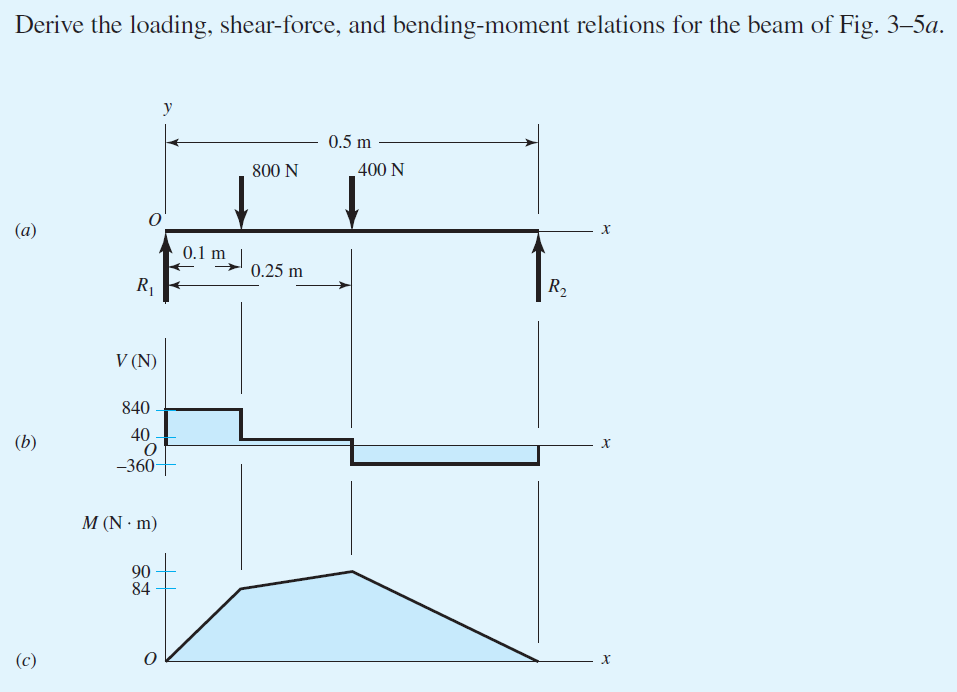 Derive the loading, shear-force, and bending-moment relations for the beam of Fig. 3–5a.
y
0.5 m
800 N
400 N
(a)
O
x
0.1 m
0.25 m
R₁
R₂
V (N)
840
40
(b)
O
x
–360
M (N · m)
90
84
(c)
O
x